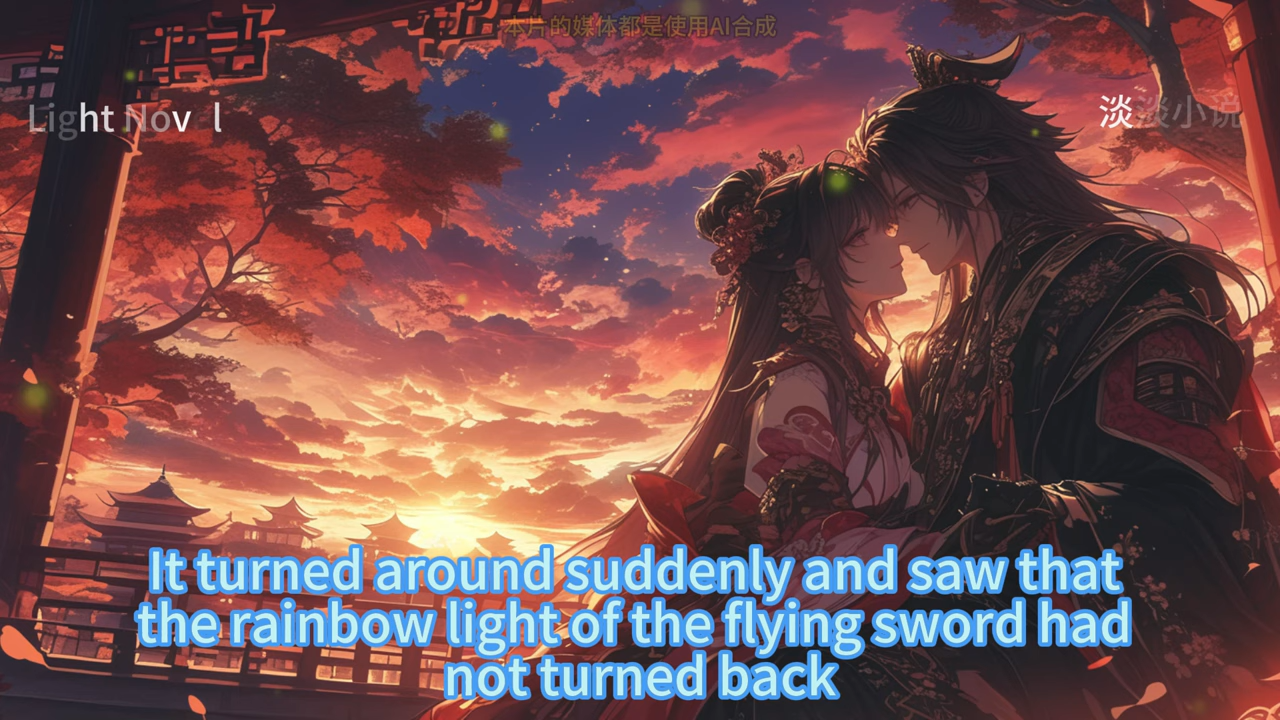 本片的媒体都是使用AI合成
Light Nov l
淡淡小说
It turned around suddenly and saw that
the rainbow light of the flying sword had
not turned back